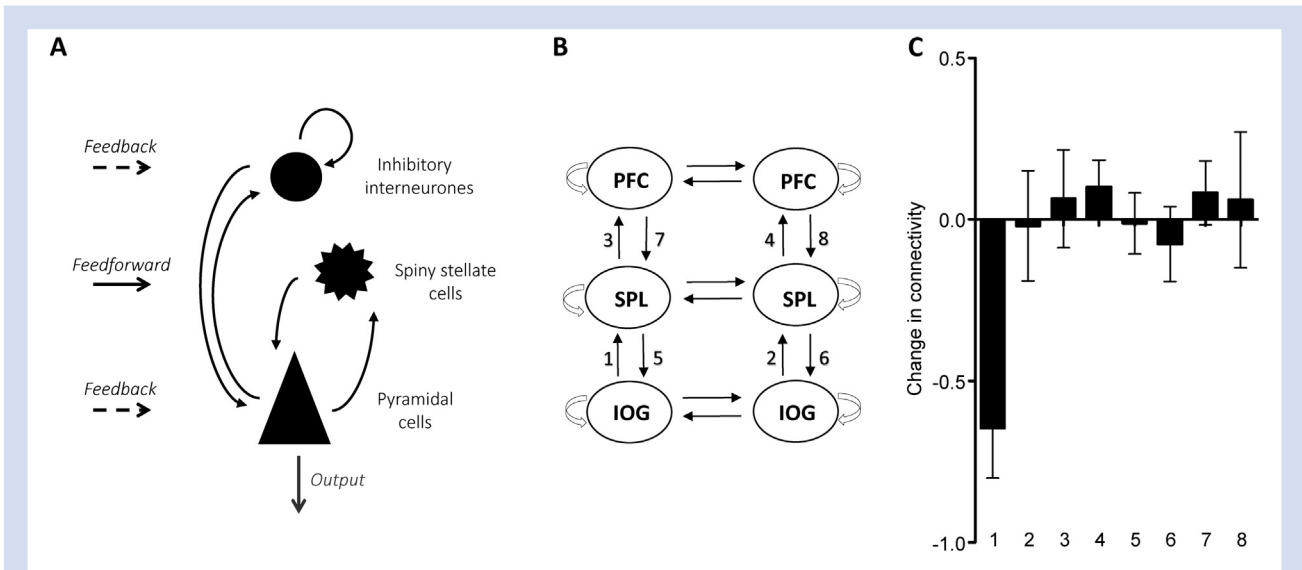 A
Feedback
Inhibitory
interneurones
Feedforward
Spiny stellate
cells
Feedback
Pyramidal
cells
Output
B
PFC PFC
3 7 4 8
SPL SPL
1 5 2 6
IOG IOG
C
Change in connectivity
0.5
0.0
-0.5
-1.0
1 2 3 4 5 6 7 8